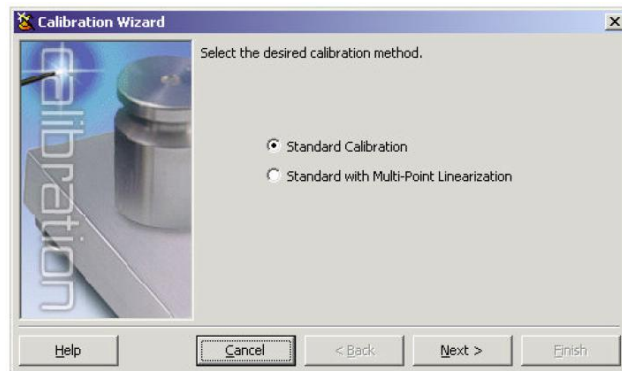 Calibration Wizard
Select the desired calibration method.
calibration
Standard Calibration
Standard with Multi-Point Linearization
Help
Cancel
< Back
Next >
Finish